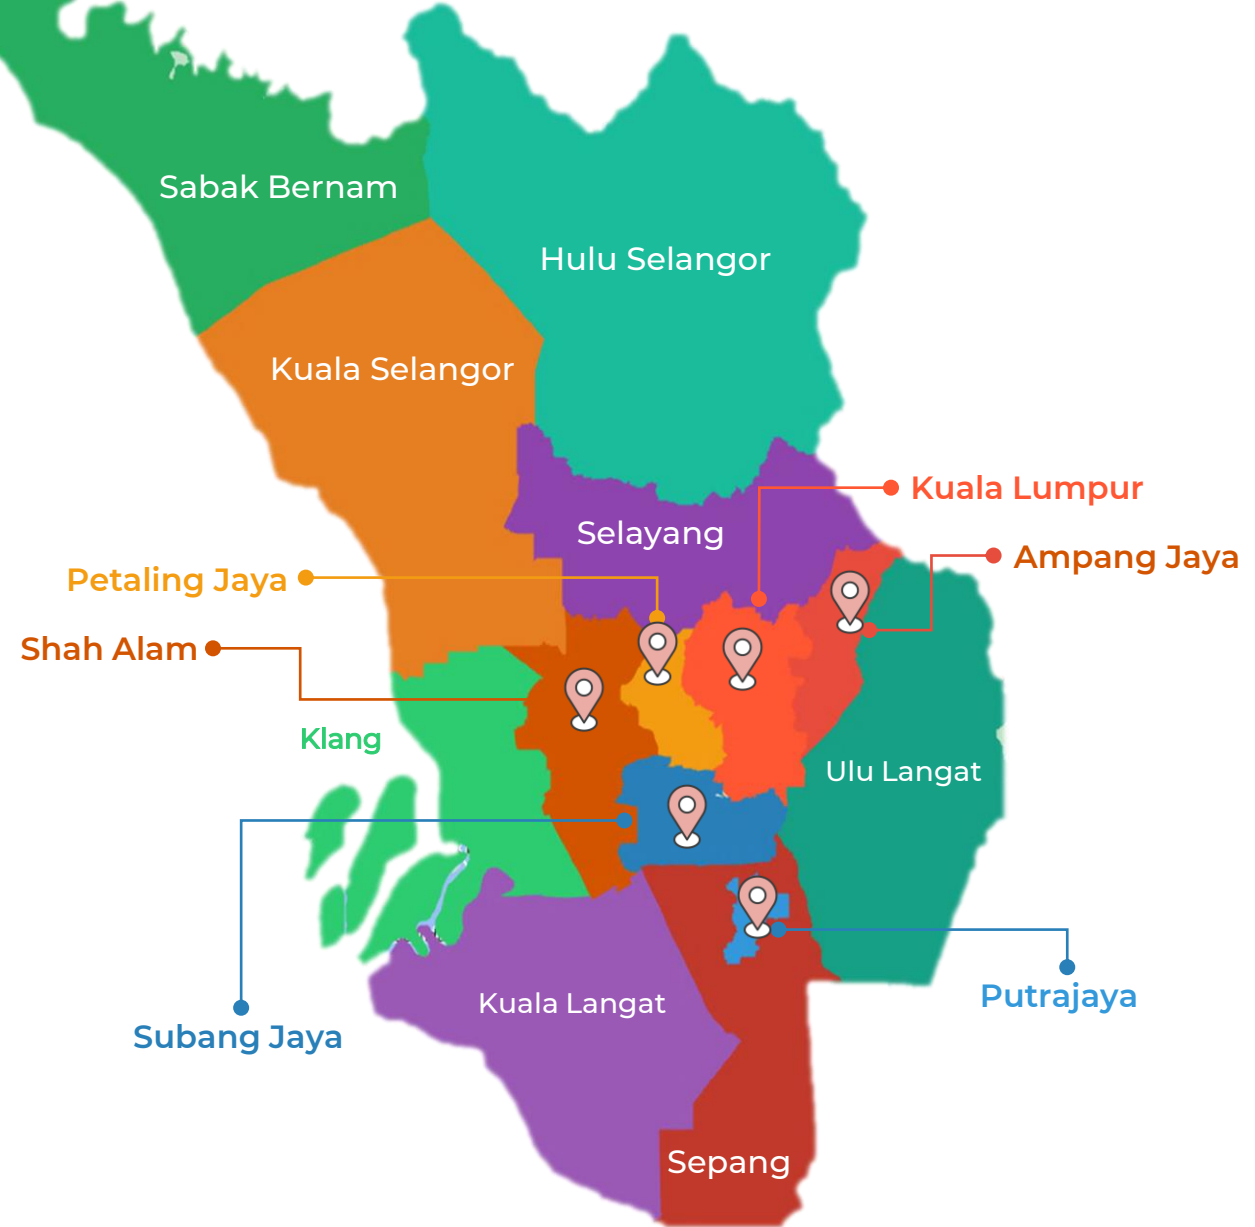 Sabak Bernam
Hulu Selangor
Kuala Selangor
Kuala Lumpur
Selayang
Ampang Jaya
Petaling Jaya
Shah Alam
Klang
Ulu Langat
Putrajaya
Kuala Langat
Subang Jaya
Sepang